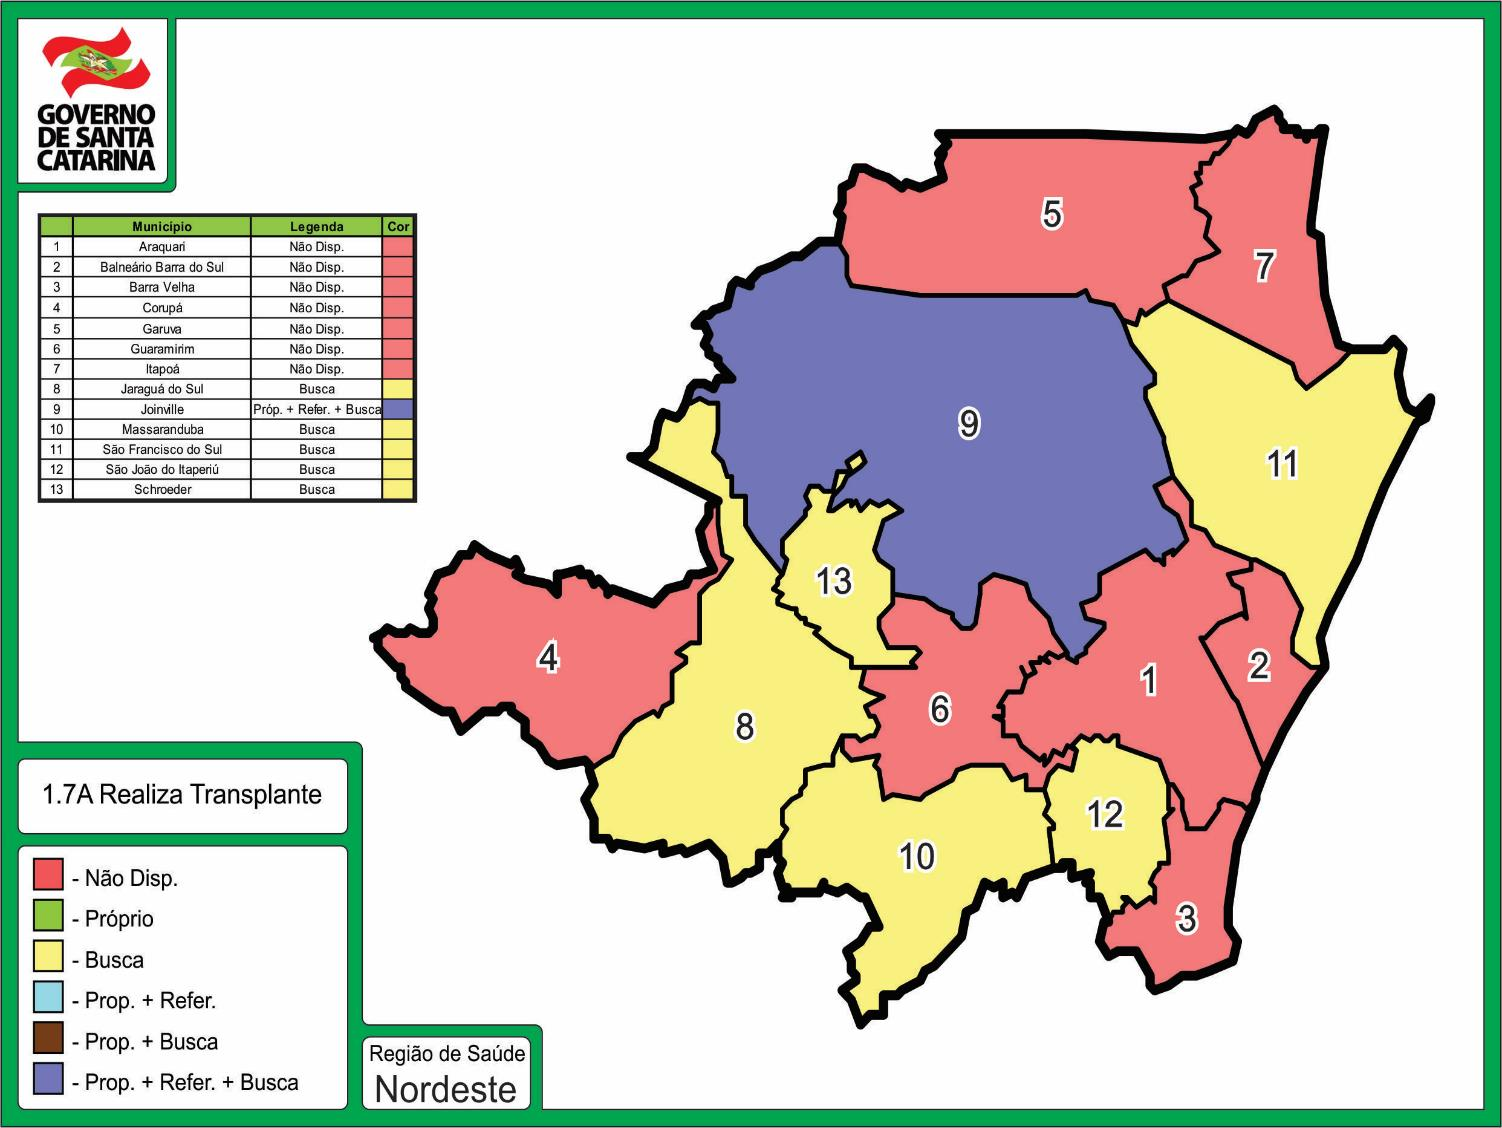 GOVERNO
DE SANTA
CATARINA
Município Legenda Cor
1 Araquari Não Disp.
2 Balneário Barra do Sul Não Disp.
3 Barra Velha Não Disp.
4 Corupá Não Disp.
5 Garuva Não Disp.
6 Guaramirim Não Disp.
7 Itapoá Não Disp.
8 Jaraguá do Sul Busca
9 Joinville Próp. + Refer. + Busca
10 Massaranduba Busca
11 São Francisco do Sul Busca
12 São João do Itaperiú Busca
13 Schroeder Busca
5
7
9
11
13
4
2
1
6
8
12
10
3
1.7A Realiza Transplante
- Não Disp.
- Próprio
- Busca
- Prop. + Refer.
- Prop. + Busca
- Prop. + Refer. + Busca
Região de Saúde
Nordeste